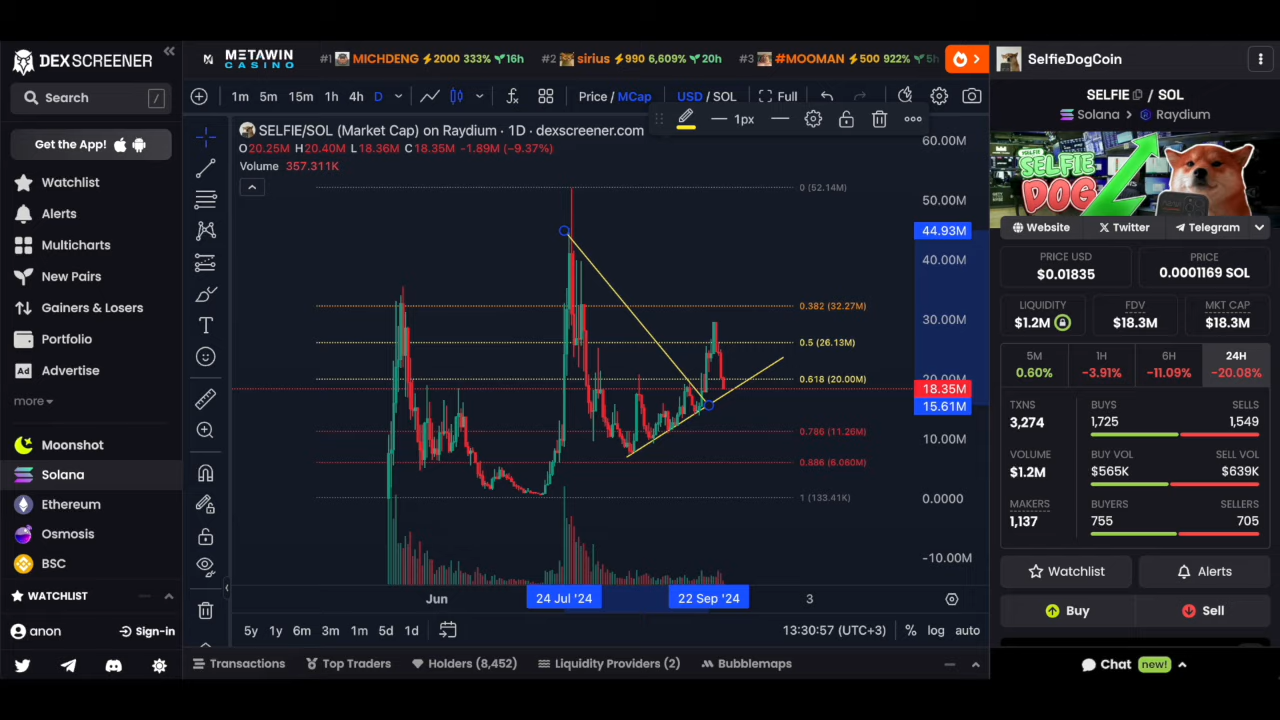 DEXSCREENER
Search /
Get the App!
Watchlist
Alerts
Multicharts
New Pairs
Gainers & Losers
Portfolio
Ad Advertise
more
Moonshot
Solana
Ethereum
Osmosis
BSC
WATCHLIST
anon Sign-in
METAWIN
CASINO
#1 MICHDENG 2000 333% 16h
#2 sirius 990 6,609% 20h
#3 #MOOMAN 500 922% 5h
1m 5m 15m 1h 4h D Price / MCap USD / SOL Full
1px
SELFIE/SOL (Market Cap) on Raydium · 1D · dexscreener.com
O20.25M H20.40M L18.36M C18.35M -1.89M (-9.37%)
Volume 357.311K
0 (52.14M)
0.382 (32.27M)
0.5 (26.13M)
0.618 (20.00M)
0.786 (11.26M)
0.886 (6.060M)
1 (133.41K)
60.00M
50.00M
44.93M
40.00M
30.00M
20.00M
18.35M
15.61M
10.00M
0.0000
-10.00M
Jun 24 Jul '24 22 Sep '24 3
5y 1y 6m 3m 1m 5d 1d 13:30:57 (UTC+3) % log auto
Transactions Top Traders Holders (8,452) Liquidity Providers (2) Bubblemaps
SelfieDogCoin
SELFIE / SOL
Solana > Raydium
SELFIE
DOG
Website Twitter Telegram
PRICE USD PRICE
$0.01835 0.0001169 SOL
LIQUIDITY FDV MKT CAP
$1.2M $18.3M $18.3M
5M 1H 6H 24H
0.60% -3.91% -11.09% -20.08%
TXNS BUYS SELLS
3,274 1,725 1,549
VOLUME BUY VOL SELL VOL
$1.2M $565K $639K
MAKERS BUYERS SELLERS
1,137 755 705
Watchlist Alerts
Buy Sell
Chat new!